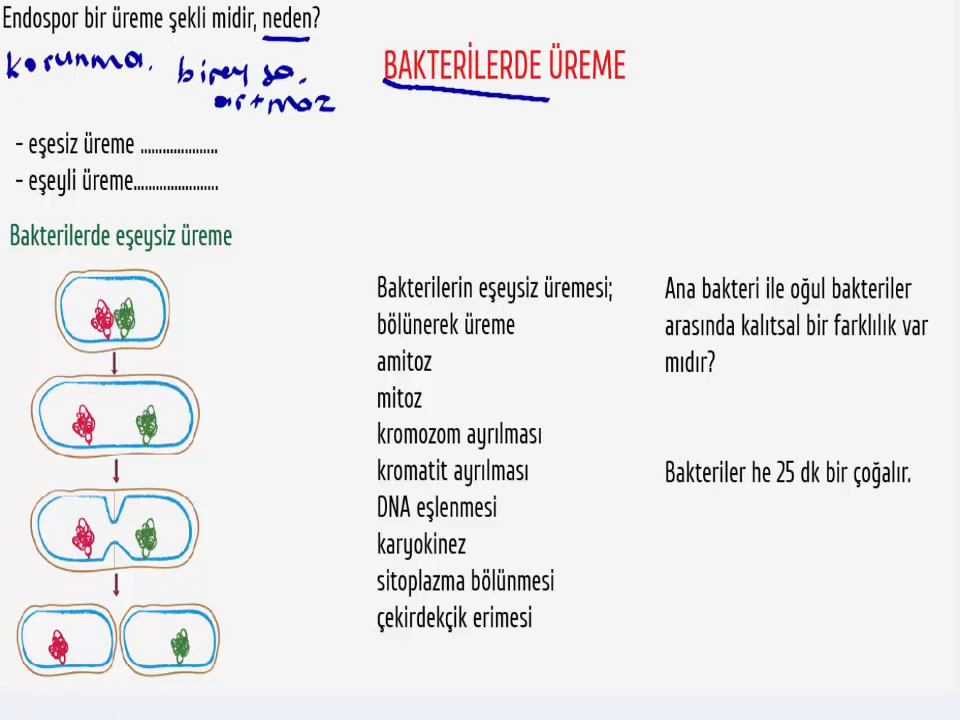 Endospor bir üreme şekli midir, neden?
korunma.
birey sa.
artmaz
BAKTERİLERDE ÜREME
- eşesiz üreme .....................
- eşeyli üreme.......................
Bakterilerde eşeysiz üreme
Bakterilerin eşeysiz üremesi;
bölünerek üreme
amitoz
mitoz
kromozom ayrılması
kromatit ayrılması
DNA eşlenmesi
karyokinez
sitoplazma bölünmesi
çekirdekçik erimesi
Ana bakteri ile oğul bakteriler
arasında kalıtsal bir farklılık var
mıdır?
Bakteriler he 25 dk bir çoğalır.